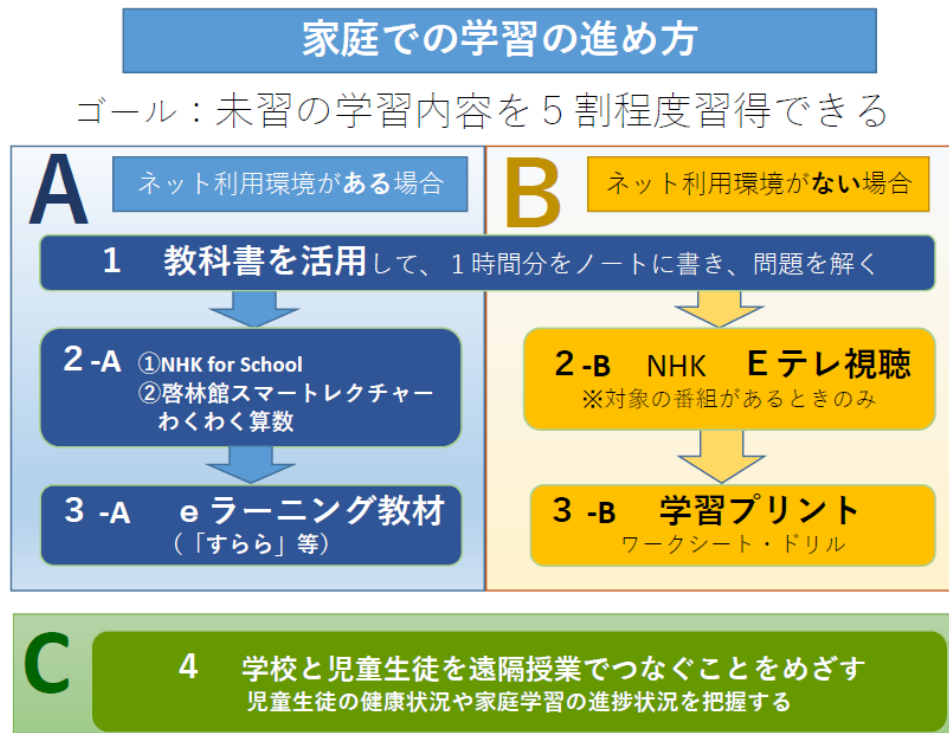 家庭での学習の進め方
ゴール：未習の学習内容を５割程度習得できる
A
ネット利用環境がある場合
B
ネット利用環境がない場合
1 教科書を活用して、１時間分をノートに書き、問題を解く
２-A ①NHK for School
②啓林館スマートレクチャー
わくわく算数
２-B NHK Ｅテレ視聴
※対象の番組があるときのみ
３-A ｅラーニング教材
（「すらら」等）
３-B 学習プリント
ワークシート・ドリル
C
4 学校と児童生徒を遠隔授業でつなぐことをめざす
児童生徒の健康状況や家庭学習の進捗状況を把握する